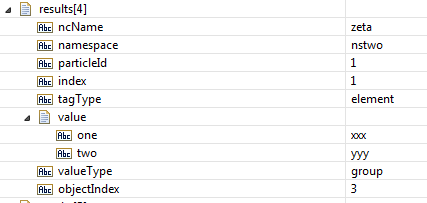 results[4]
Abc ncName zeta
Abc namespace nstwo
Abc particleId 1
Abc index 1
Abc tagType element
value
Abc one xxx
Abc two yyy
Abc valueType group
Abc objectIndex 3